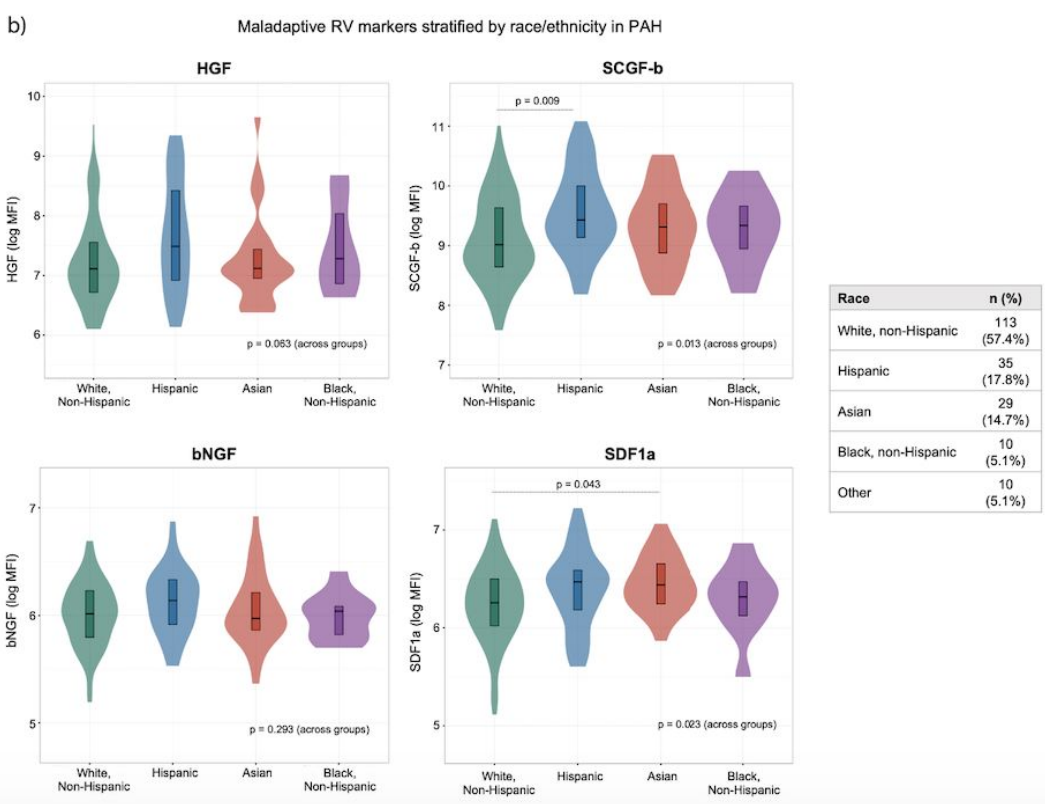 b)
Maladaptive RV markers stratified by race/ethnicity in PAH
HGF
HGF (log MFI)
10
9
8
7
6
p = 0.063 (across groups)
White,
Non-Hispanic
Hispanic
Asian
Black,
Non-Hispanic
SCGF-b
SCGF-b (log MFI)
11
10
9
8
7
p = 0.009
p = 0.013 (across groups)
White,
Non-Hispanic
Hispanic
Asian
Black,
Non-Hispanic
bNGF
bNGF (log MFI)
7
6
5
p = 0.293 (across groups)
White,
Non-Hispanic
Hispanic
Asian
Black,
Non-Hispanic
SDF1a
SDF1a (log MFI)
7
6
5
p = 0.043
p = 0.023 (across groups)
White,
Non-Hispanic
Hispanic
Asian
Black,
Non-Hispanic
Race n (%)
White, non-Hispanic 113
(57.4%)
Hispanic 35
(17.8%)
Asian 29
(14.7%)
Black, non-Hispanic 10
(5.1%)
Other 10
(5.1%)